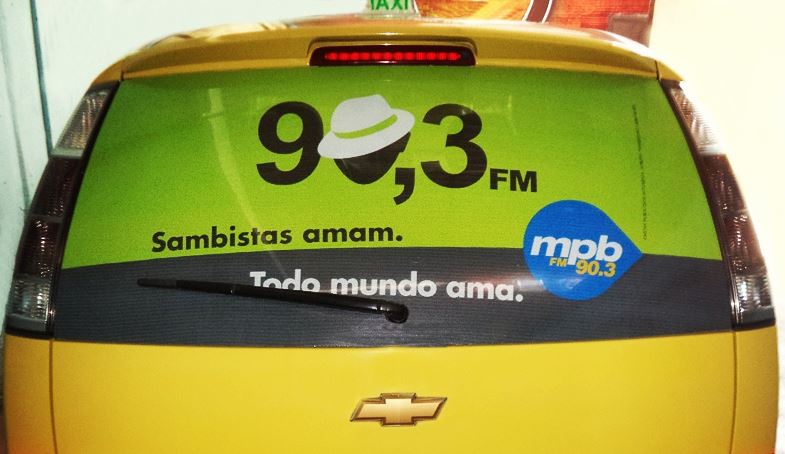 TAXI
90,3 FM
Sambistas amam.
Todo mundo ama.
mpb
FM 90.3